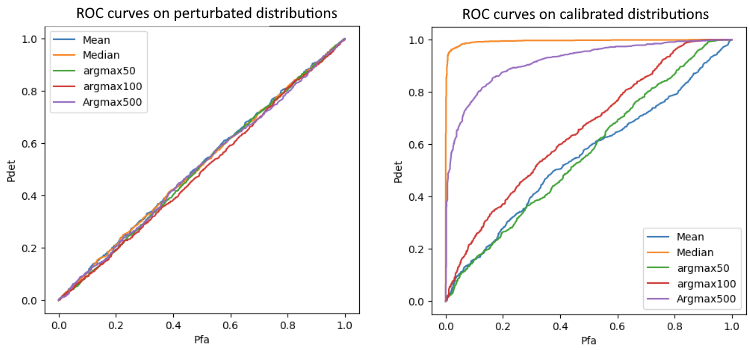 ROC curves on perturbated distributions
Mean
Median
argmax50
argmax100
Argmax500
1.0
0.8
0.6
0.4
0.2
0.0
Pdet
0.0 0.2 0.4 0.6 0.8 1.0
Pfa
ROC curves on calibrated distributions
1.0
0.8
0.6
0.4
0.2
0.0
Pdet
Mean
Median
argmax50
argmax100
Argmax500
0.0 0.2 0.4 0.6 0.8 1.0
Pfa